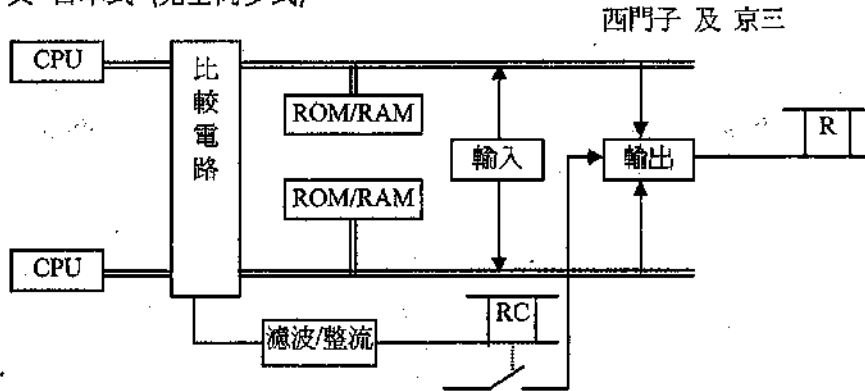 西門子 及 京三
CPU
比較電路
ROM/RAM
輸入
輸出
R
ROM/RAM
CPU
RC
濾波/整流